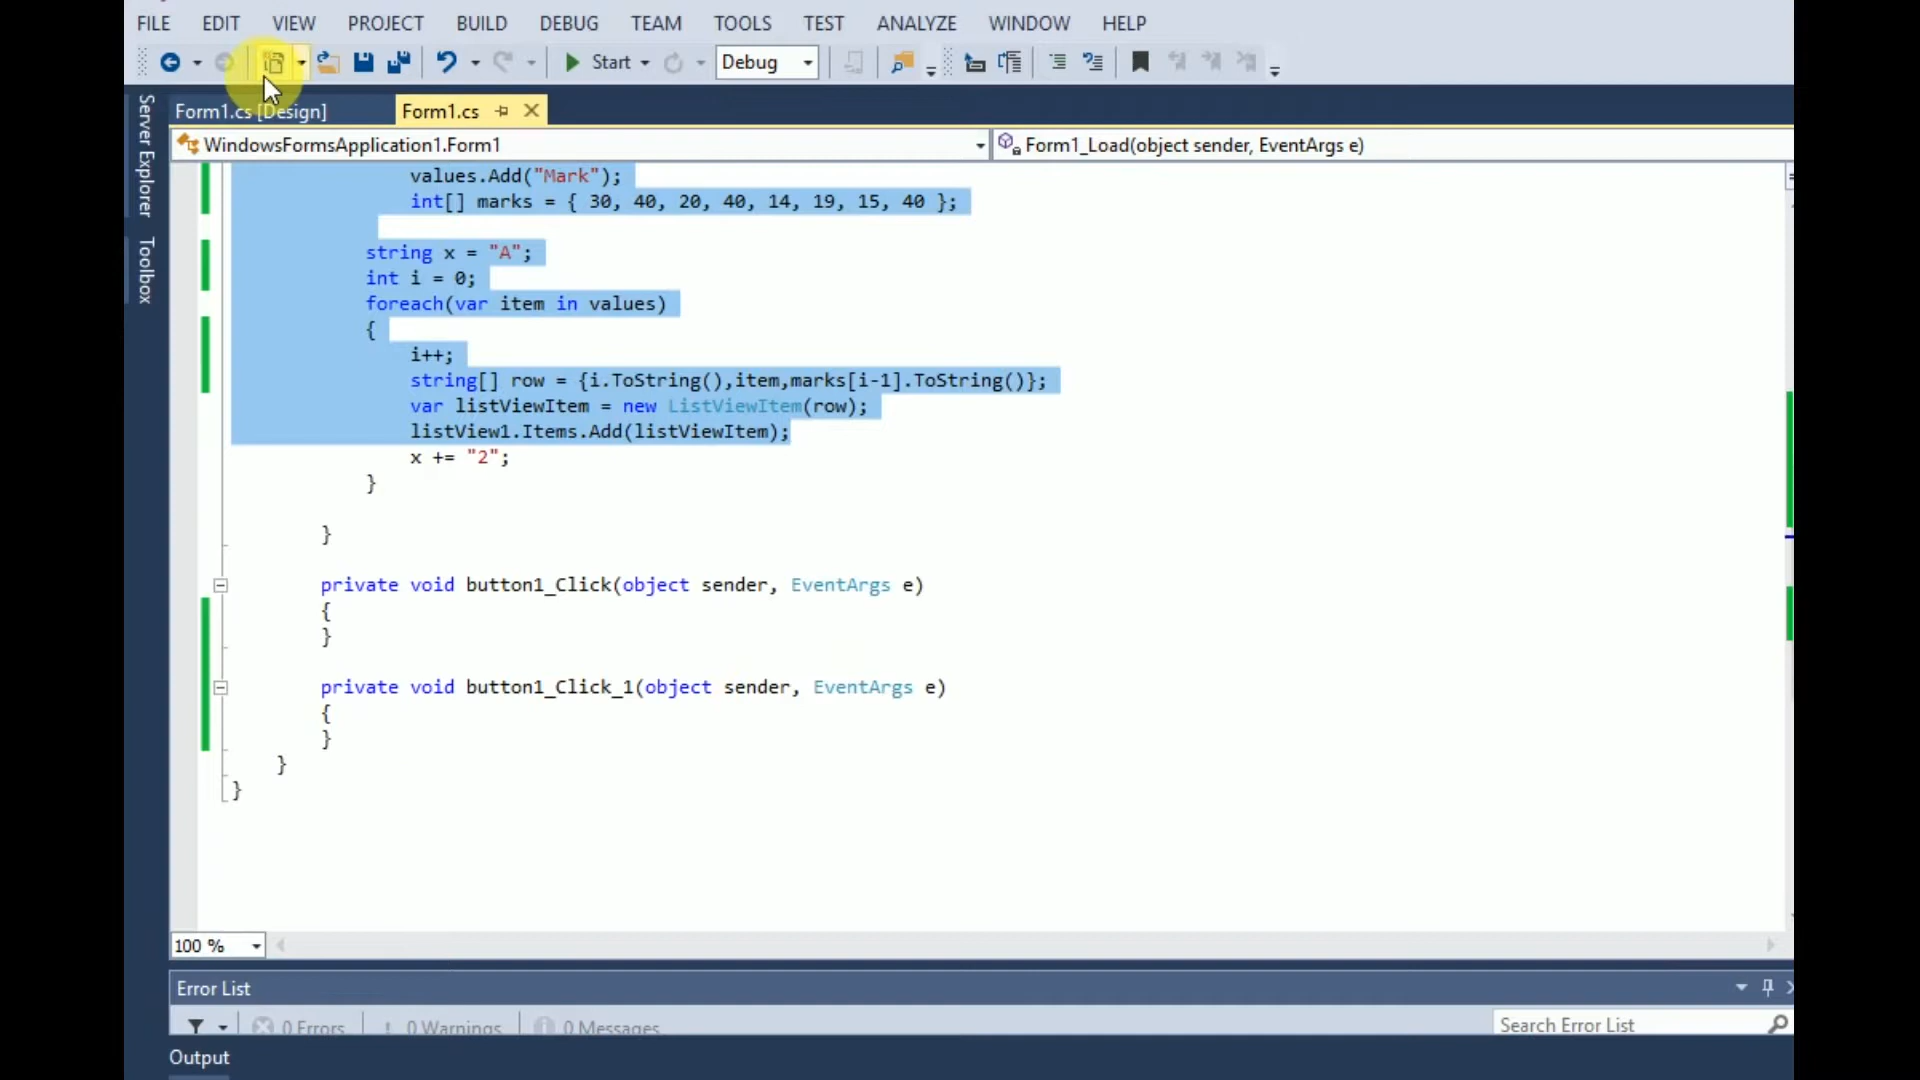 FILE EDIT VIEW PROJECT BUILD DEBUG TEAM TOOLS TEST ANALYZE WINDOW HELP
Start Debug
Server Explorer
Toolbox
Form1.cs [Design] Form1.cs
WindowsFormsApplication1.Form1 Form1_Load(object sender, EventArgs e)
values.Add("Mark");
int[] marks = { 30, 40, 20, 40, 14, 19, 15, 40 };
string x = "A";
int i = 0;
foreach(var item in values)
{
i++;
string[] row = {i.ToString(),item,marks[i-1].ToString()};
var listViewItem = new ListViewItem(row);
listView1.Items.Add(listViewItem);
x += "2";
}
}
private void button1_Click(object sender, EventArgs e)
{
}
private void button1_Click_1(object sender, EventArgs e)
{
}
}
}
100 %
Error List
0 Errors 0 Warnings 0 Messages Search Error List
Output